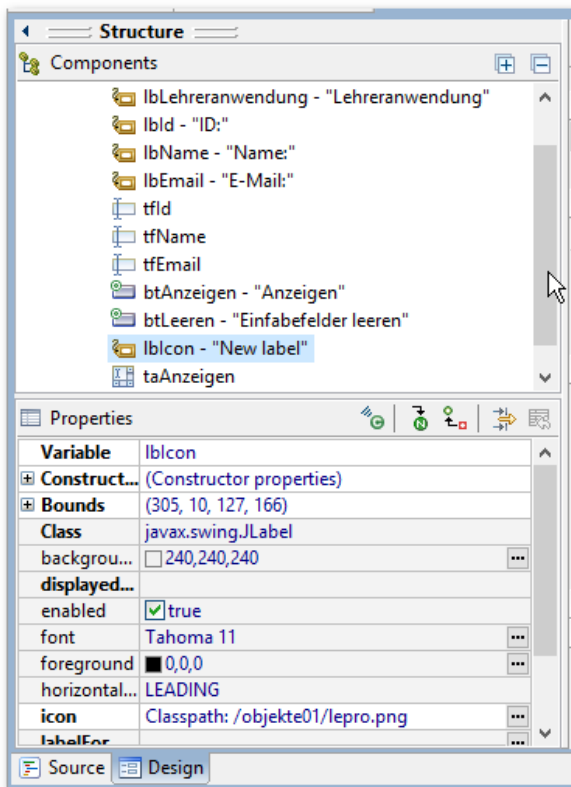 Structure
Components
lbLehreranwendung - "Lehreranwendung"
lbId - "ID:"
lbName - "Name:"
lbEmail - "E-Mail:"
tfId
tfName
tfEmail
btAnzeigen - "Anzeigen"
btLeeren - "Einfabefelder leeren"
lbIcon - "New label"
taAnzeigen
Properties
Variable lbIcon
Construct... (Constructor properties)
Bounds (305, 10, 127, 166)
Class javax.swing.JLabel
backgrou... 240,240,240 ...
displayed...
enabled true
font Tahoma 11 ...
foreground 0,0,0 ...
horizontal... LEADING
icon Classpath: /objekte01/lepro.png ...
labelFor ...
Source Design